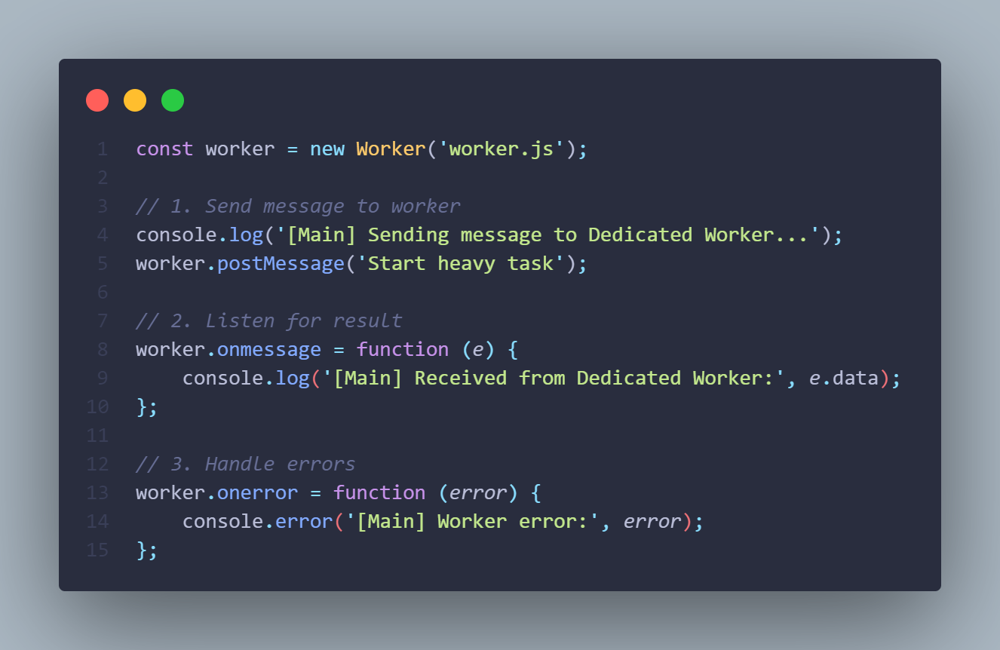 1 const worker = new Worker('worker.js');
2
3 // 1. Send message to worker
4 console.log('[Main] Sending message to Dedicated Worker...');
5 worker.postMessage('Start heavy task');
6
7 // 2. Listen for result
8 worker.onmessage = function (e) {
9     console.log('[Main] Received from Dedicated Worker:', e.data);
10 };
11
12 // 3. Handle errors
13 worker.onerror = function (error) {
14     console.error('[Main] Worker error:', error);
15 };